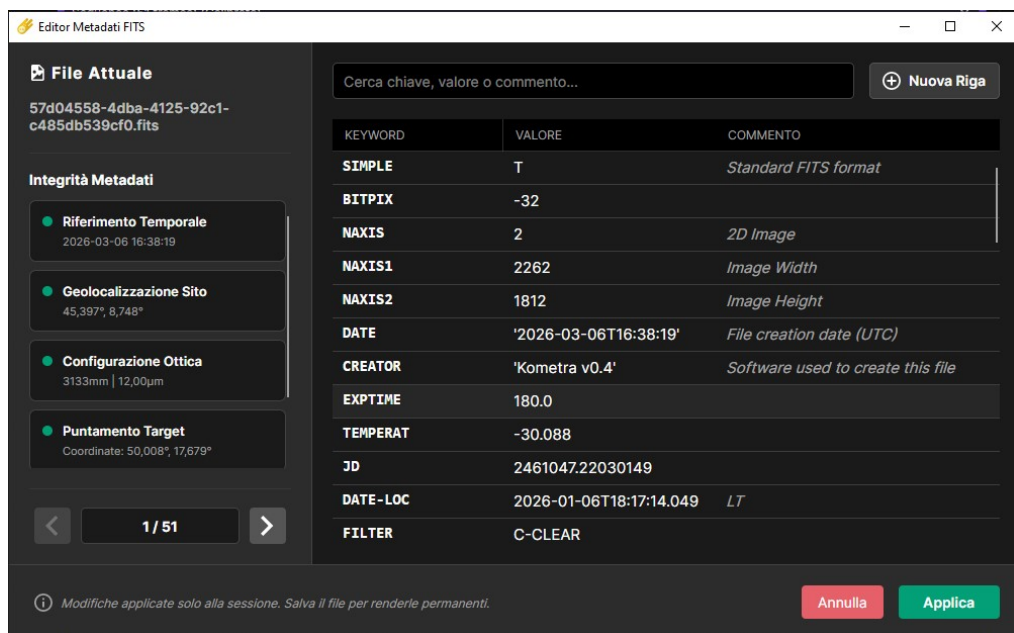 Editor Metadati FITS
File Attuale
57d04558-4dba-4125-92c1-
c485db539cf0.fits
Integrità Metadati
Riferimento Temporale
2026-03-06 16:38:19
Geolocalizzazione Sito
45,397°, 8,748°
Configurazione Ottica
3133mm | 12,00µm
Puntamento Target
Coordinate: 50,008°, 17,679°
1 / 51
Cerca chiave, valore o commento...
Nuova Riga
KEYWORD VALORE COMMENTO
SIMPLE T Standard FITS format
BITPIX -32
NAXIS 2 2D Image
NAXIS1 2262 Image Width
NAXIS2 1812 Image Height
DATE '2026-03-06T16:38:19' File creation date (UTC)
CREATOR 'Kometra v0.4' Software used to create this file
EXPTIME 180.0
TEMPERAT -30.088
JD 2461047.22030149
DATE-LOC 2026-01-06T18:17:14.049 LT
FILTER C-CLEAR
Modifiche applicate solo alla sessione. Salva il file per renderle permanenti.
Annulla
Applica